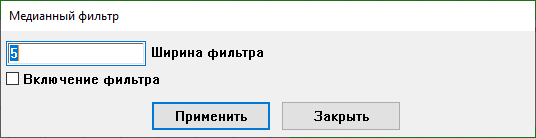 Медианный фильтр
5 Ширина фильтра
Включение фильтра
Применить Закрыть